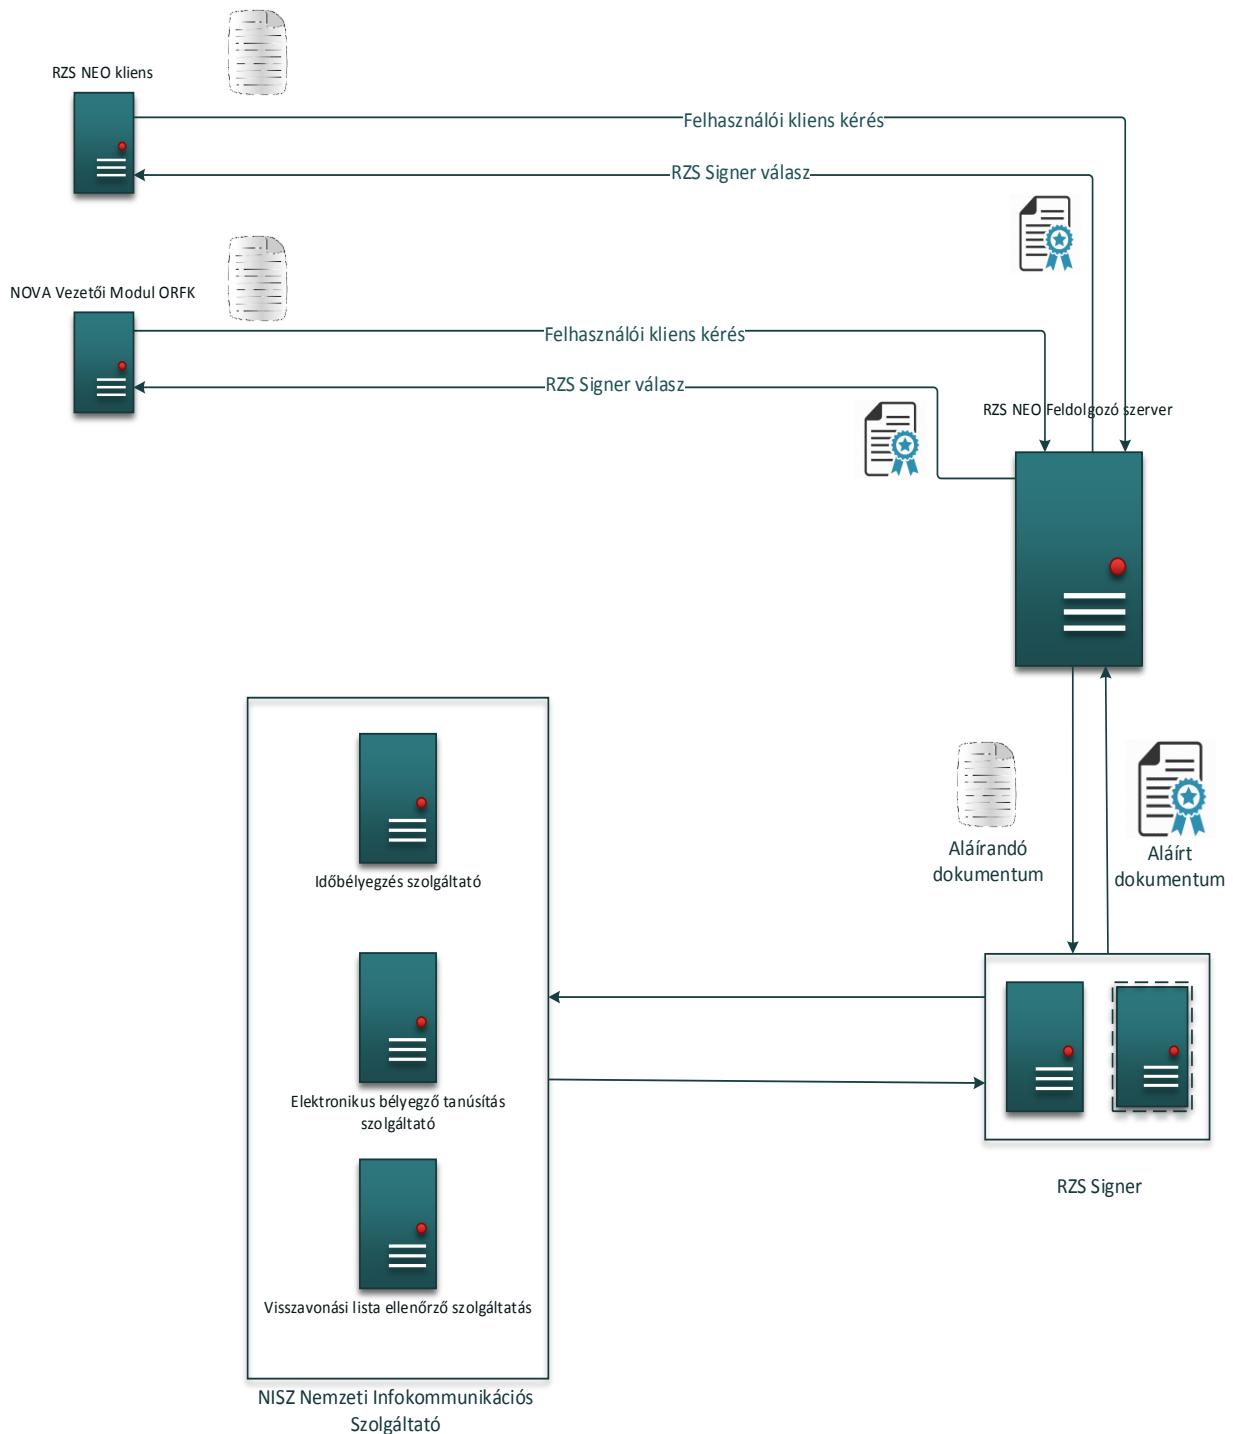 RZS NEO kliens
Felhasználói kliens kérés
RZS Signer válasz
NOVA Vezetői Modul ORFK
Felhasználói kliens kérés
RZS Signer válasz
RZS NEO Feldolgozó szerver
Aláírandó
dokumentum
Aláírt
dokumentum
Időbélyegzés szolgáltató
Elektronikus bélyegző tanúsítás
szolgáltató
RZS Signer
Visszavonási lista ellenőrző szolgáltatás
NISZ Nemzeti Infokommunikációs
Szolgáltató